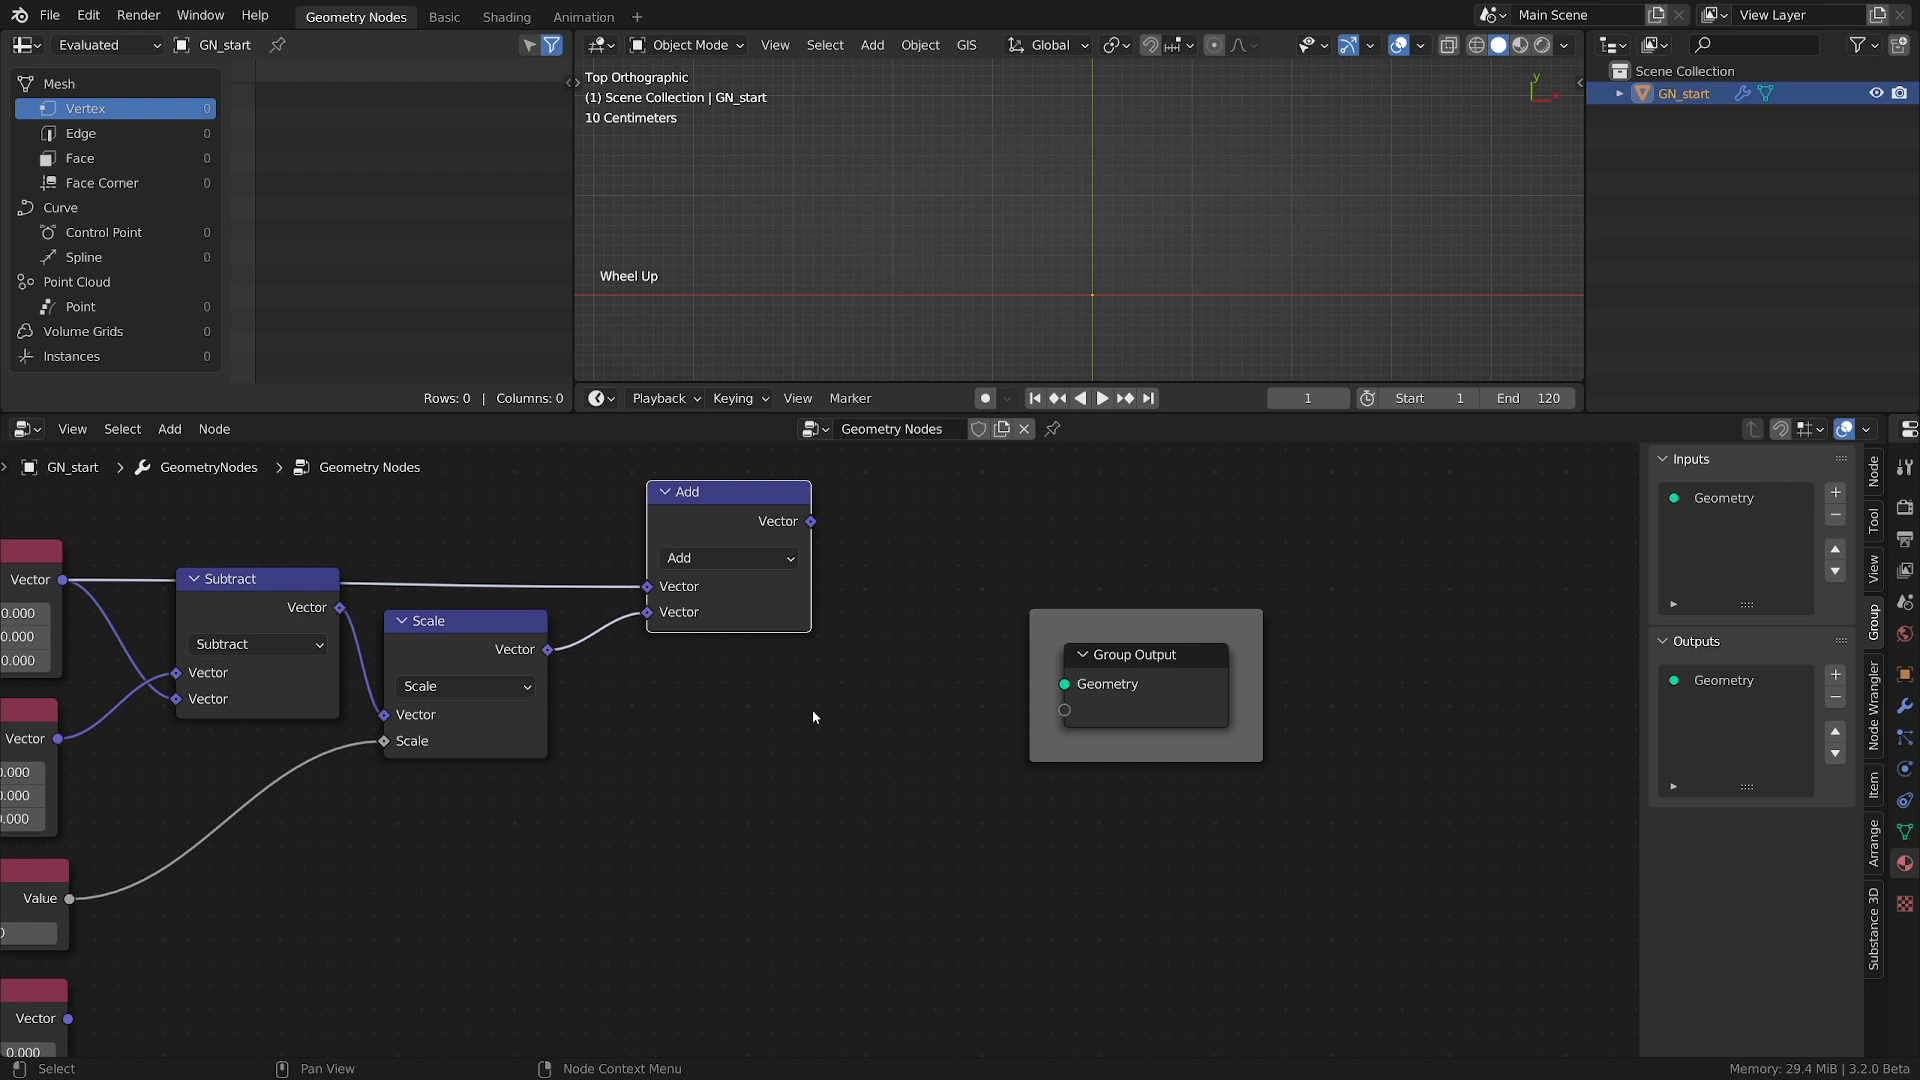 File Edit Render Window Help
Geometry Nodes Basic Shading Animation +
Main Scene
View Layer
Evaluated GN_start
Object Mode View Select Add Object GIS Global
Mesh
Vertex 0
Edge 0
Face 0
Face Corner 0
Curve
Control Point 0
Spline 0
Point Cloud
Point 0
Volume Grids 0
Instances 0
Rows: 0 | Columns: 0
Top Orthographic
(1) Scene Collection | GN_start
10 Centimeters
y
Wheel Up
Scene Collection
GN_start
Playback Keying View Marker
1
Start 1 End 120
View Select Add Node
Geometry Nodes
GN_start > GeometryNodes > Geometry Nodes
Vector
0.000
0.000
0.000
Vector
0.000
0.000
0.000
Value
Vector
0.000
Subtract
Vector
Subtract
Vector
Vector
Scale
Vector
Scale
Vector
Scale
Add
Vector
Add
Vector
Vector
Group Output
Geometry
Inputs
Geometry
Outputs
Geometry
Node
Tool
View
Group
Node Wrangler
Item
Arrange
Substance 3D
Select
Pan View
Node Context Menu
Memory: 29.4 MiB | 3.2.0 Beta